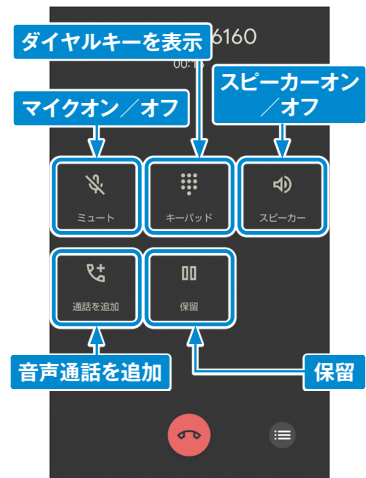 ダイヤルキーを表示
6160
00:1
スピーカーオン
／オフ
マイクオン／オフ
ミュート
キーパッド
スピーカー
通話を追加
保留
音声通話を追加
保留